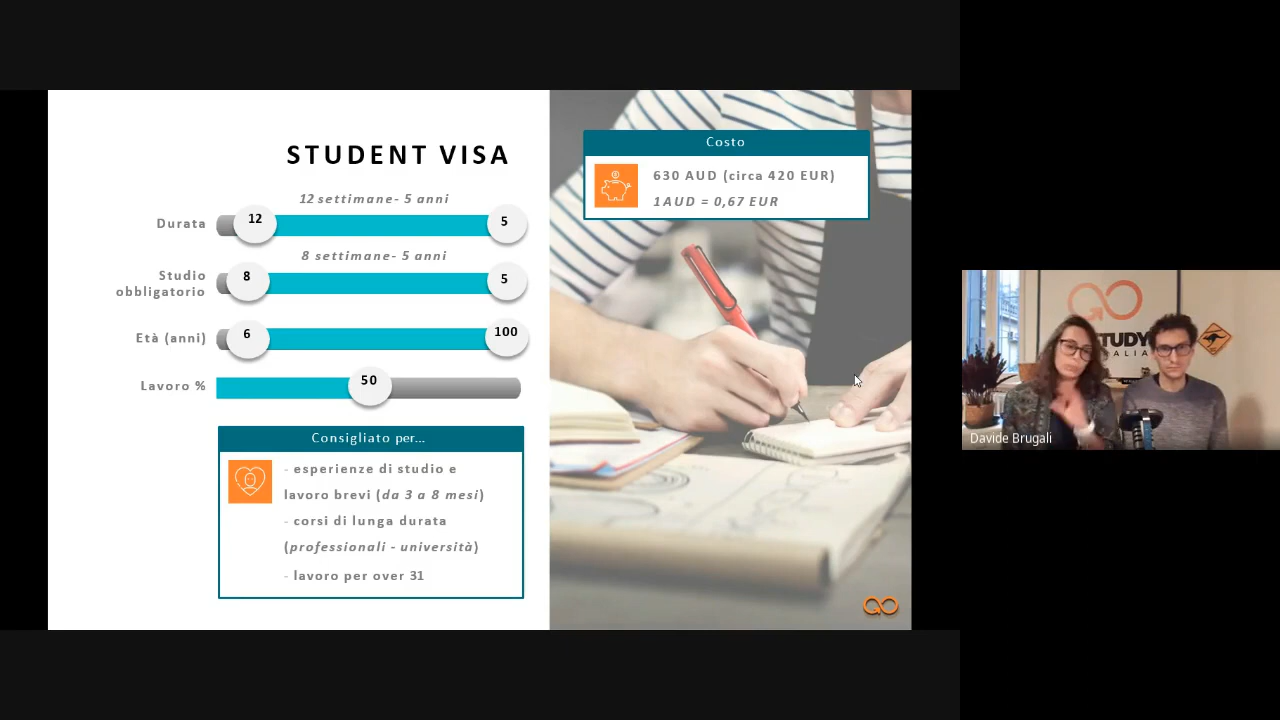 STUDENT VISA
12 settimane- 5 anni
Durata
12
5
8 settimane- 5 anni
Studio
obbligatorio
8
5
Età (anni)
6
100
Lavoro %
50
Consigliato per...
- esperienze di studio e
lavoro brevi (da 3 a 8 mesi)
- corsi di lunga durata
(professionali - università)
- lavoro per over 31
Costo
630 AUD (circa 420 EUR)
1AUD = 0,67 EUR
Davide Brugali